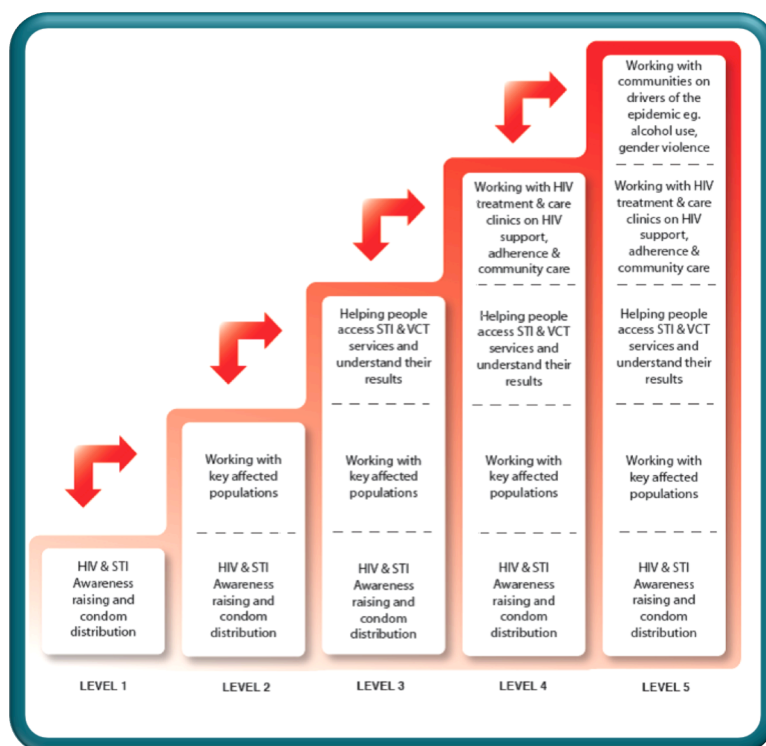 HIV & STI
Awareness
raising and
condom
distribution
LEVEL 1
Working with
key affected
populations
HIV & STI
Awareness
raising and
condom
distribution
LEVEL 2
Helping people
access STI & VCT
services and
understand their
results
Working with
key affected
populations
HIV & STI
Awareness
raising and
condom
distribution
LEVEL 3
Working with HIV
treatment & care
clinics on HIV
support,
adherence &
community care
Helping people
access STI & VCT
services and
understand their
results
Working with
key affected
populations
HIV & STI
Awareness
raising and
condom
distribution
LEVEL 4
Working with
communities on
drivers of the
epidemic eg.
alcohol use,
gender violence
Working with HIV
treatment & care
clinics on HIV
support,
adherence &
community care
Helping people
access STI & VCT
services and
understand their
results
Working with
key affected
populations
HIV & STI
Awareness
raising and
condom
distribution
LEVEL 5